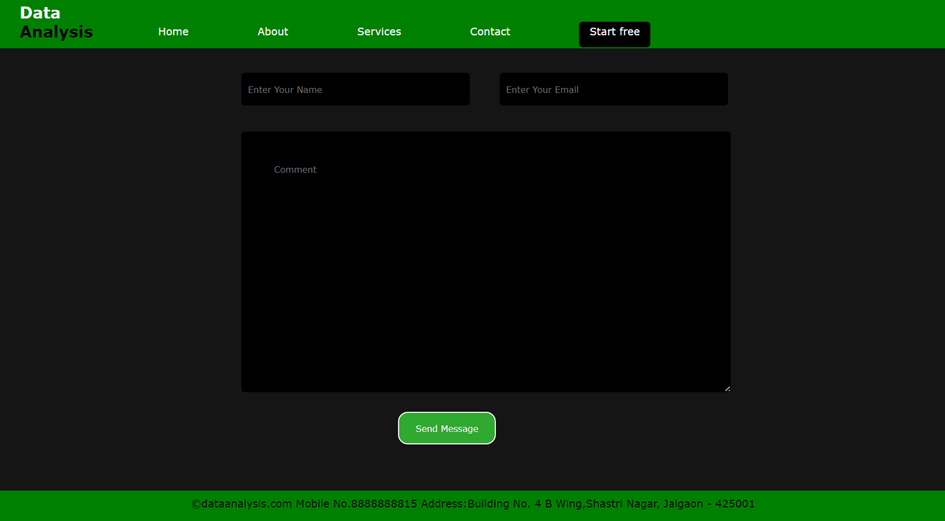 Data
Analysis
Home About Services Contact Start free
Enter Your Name Enter Your Email
Comment
Send Message
©dataanalysis.com Mobile No.8888888815 Address:Building No. 4 B Wing,Shastri Nagar, Jalgaon - 425001